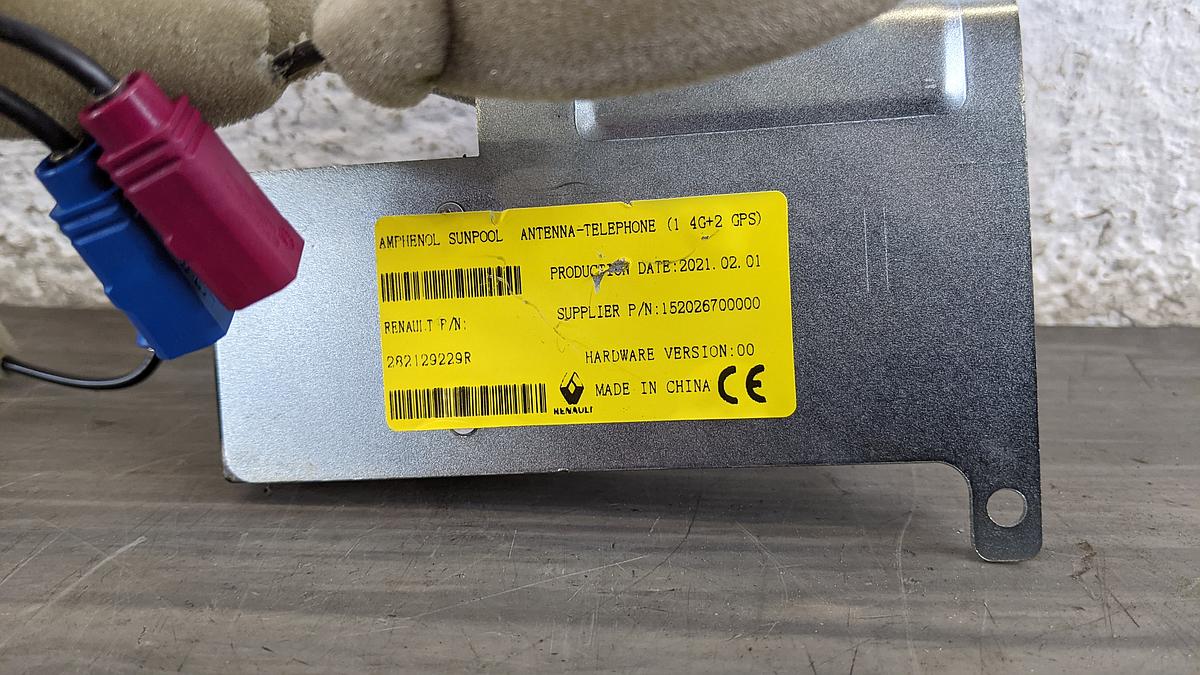 AMPHENOL SUNPOOL ANTENNA-TELEPHONE (1 4G+2 GPS)
PRODUCTION DATE:2021.02.01
SUPPLIER P/N:152026700000
RENAULT P/N:
282129229R
HARDWARE VERSION:00
MADE IN CHINA CE
RENAULT